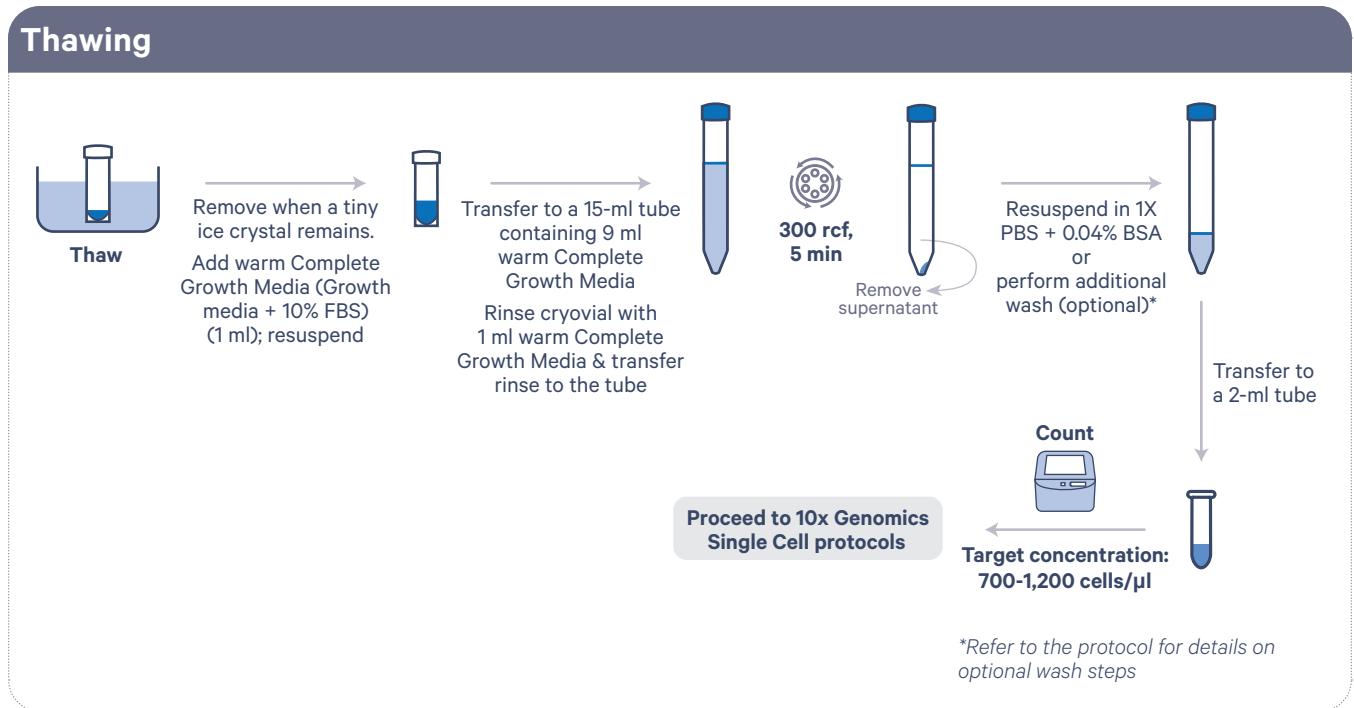 Thawing
Thaw
Remove when a tiny
ice crystal remains.
Add warm Complete
Growth Media (Growth
media + 10% FBS)
(1 ml); resuspend
Transfer to a 15-ml tube
containing 9 ml
warm Complete
Growth Media
Rinse cryovial with
1 ml warm Complete
Growth Media & transfer
rinse to the tube
300 rcf,
5 min
Remove
supernatant
Resuspend in 1X
PBS + 0.04% BSA
or
perform additional
wash (optional)*
Transfer to
a 2-ml tube
Count
Target concentration:
700-1,200 cells/µl
Proceed to 10x Genomics
Single Cell protocols
*Refer to the protocol for details on
optional wash steps